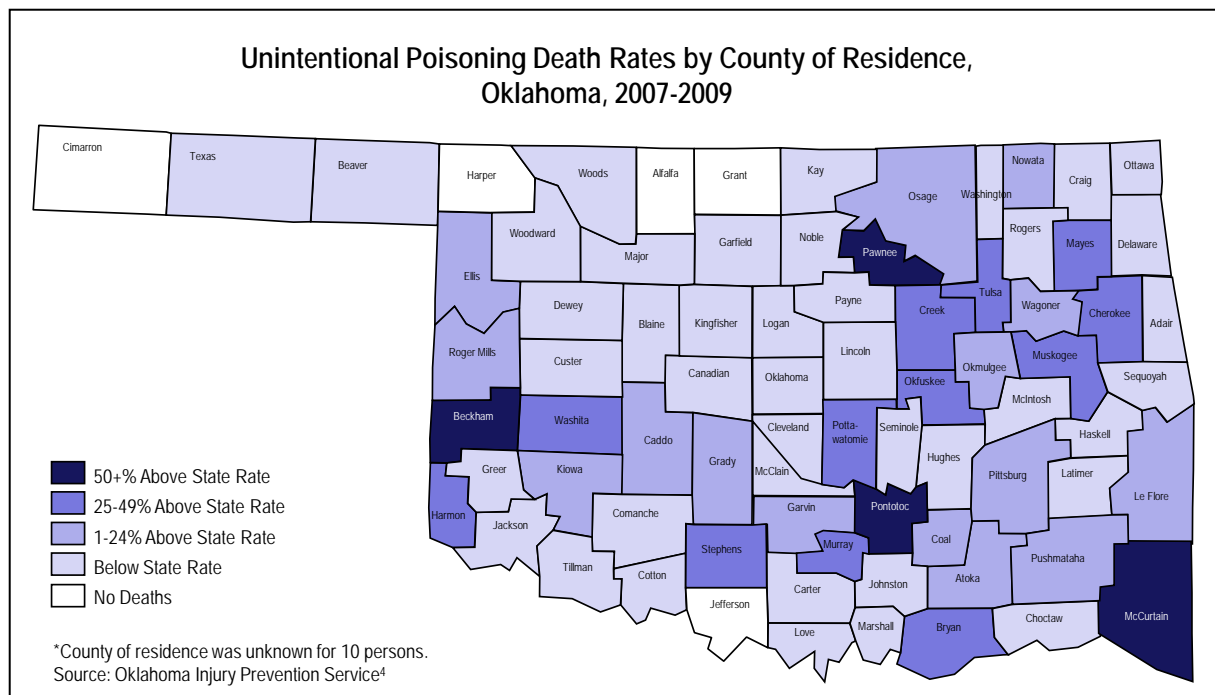 Unintentional Poisoning Death Rates by County of Residence,
Oklahoma, 2007-2009
Cimarron
Texas
Beaver
Harper
Woods
Alfalfa
Grant
Kay
Osage
Washington
Nowata
Craig
Ottawa
Ellis
Woodward
Major
Garfield
Noble
Pawnee
Rogers
Mayes
Delaware
Dewey
Blaine
Kingfisher
Logan
Payne
Creek
Tulsa
Wagoner
Cherokee
Adair
Roger Mills
Custer
Canadian
Oklahoma
Lincoln
Okfuskee
Okmulgee
Muskogee
Sequoyah
McIntosh
Beckham
Washita
Caddo
Grady
Cleveland
McClain
Potta-
watomie
Seminole
Hughes
Pittsburg
Haskell
Latimer
Le Flore
Greer
Kiowa
Harmon
Jackson
Comanche
Tillman
Cotton
Stephens
Jefferson
Garvin
Murray
Pontotoc
Coal
Atoka
Pushmataha
McCurtain
Carter
Johnston
Love
Marshall
Bryan
Choctaw
50+% Above State Rate
25-49% Above State Rate
1-24% Above State Rate
Below State Rate
No Deaths
*County of residence was unknown for 10 persons.
Source: Oklahoma Injury Prevention Service⁴